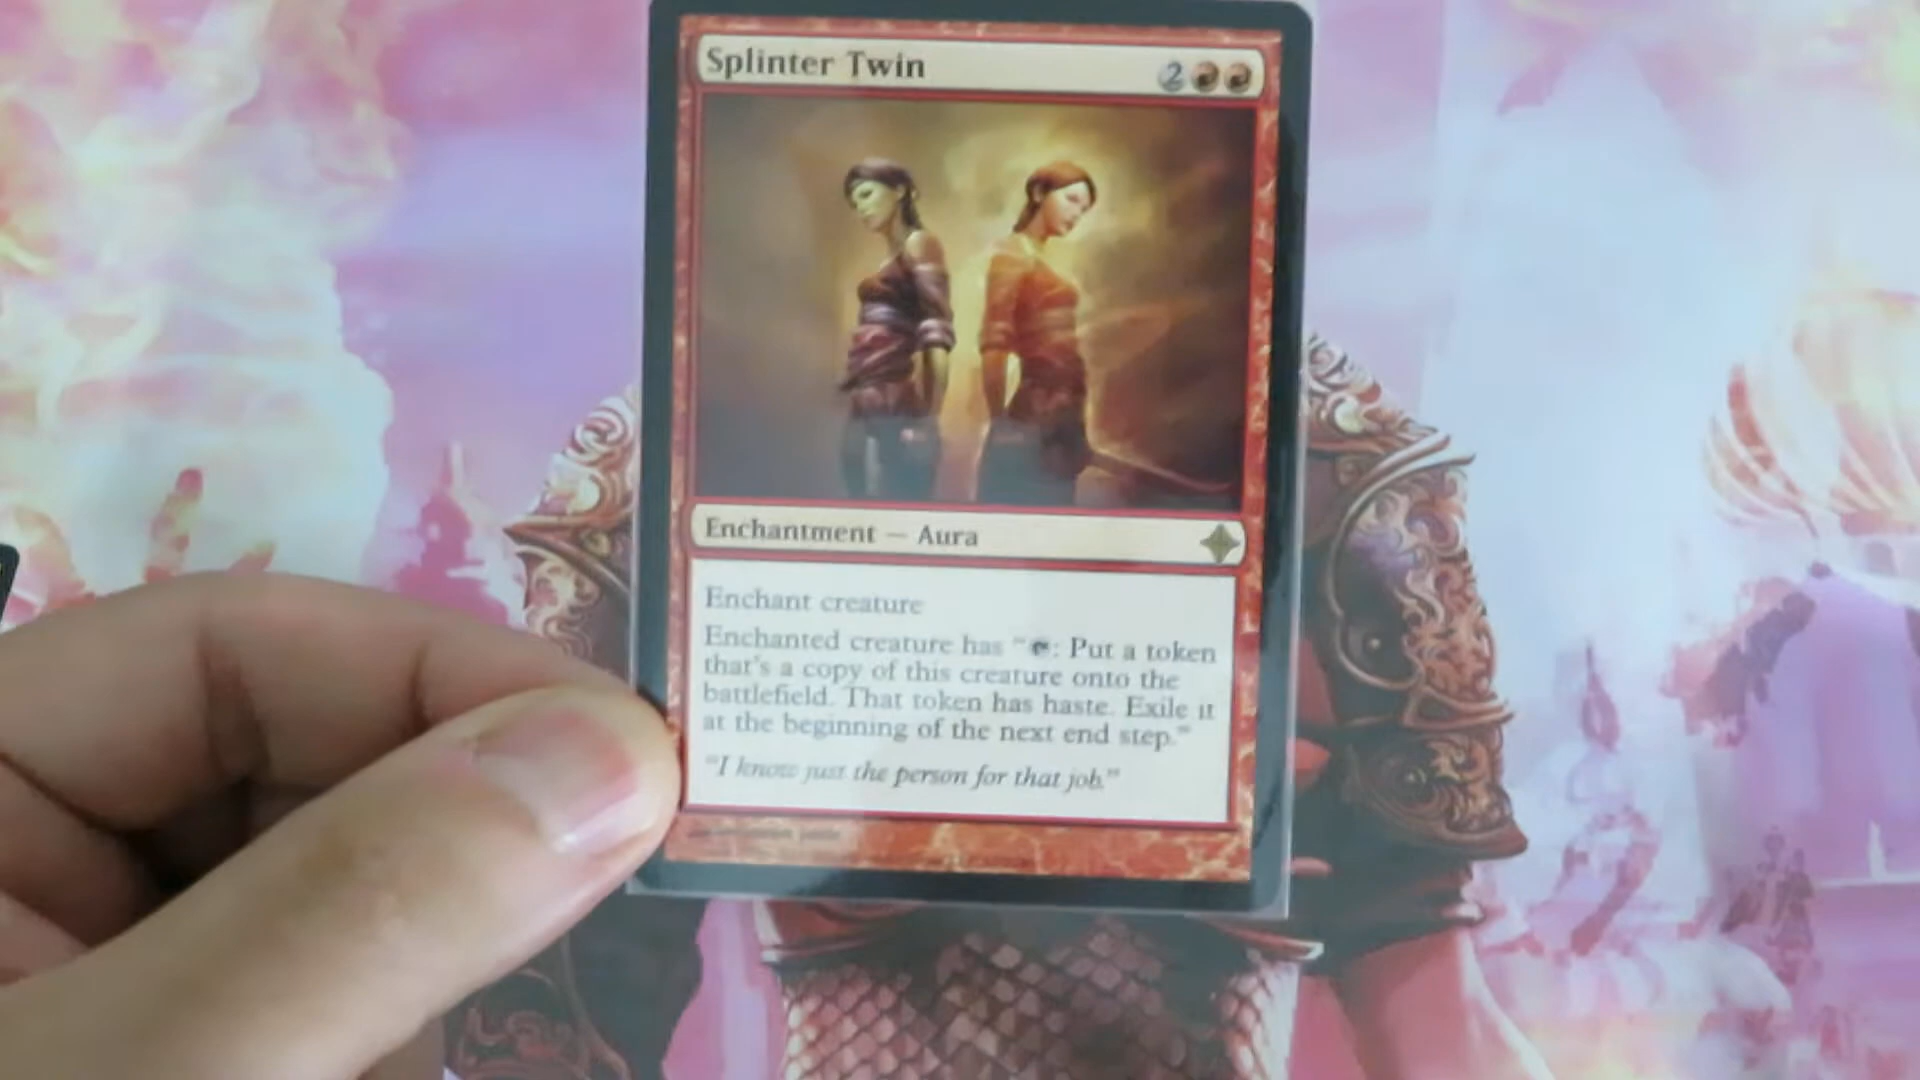 Splinter Twin 2
Enchantment — Aura
Enchant creature
Enchanted creature has ": Put a token
that's a copy of this creature onto the
battlefield. That token has haste. Exile it
at the beginning of the next end step."
"I know just the person for that job."